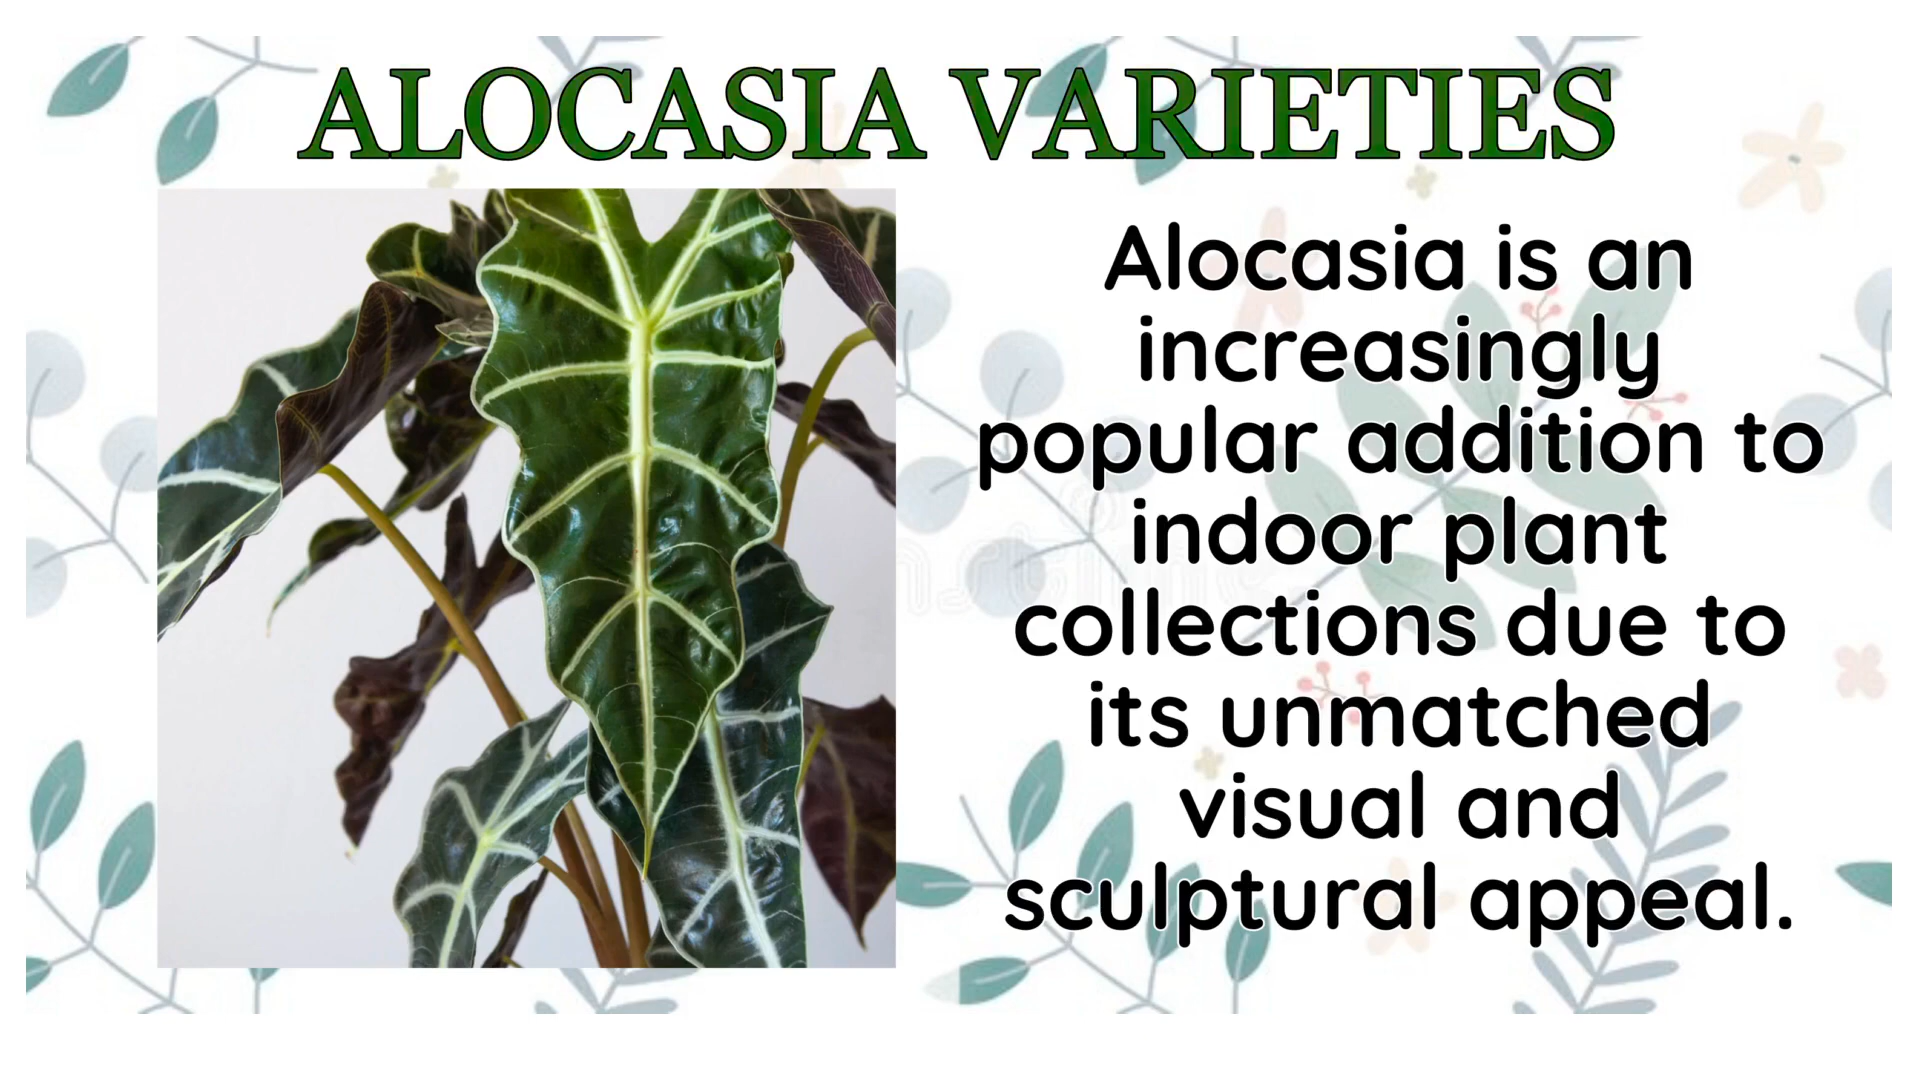 ALOCASIA VARIETIES
Alocasia is an
increasingly
popular addition to
indoor plant
collections due to
its unmatched
visual and
sculptural appeal.